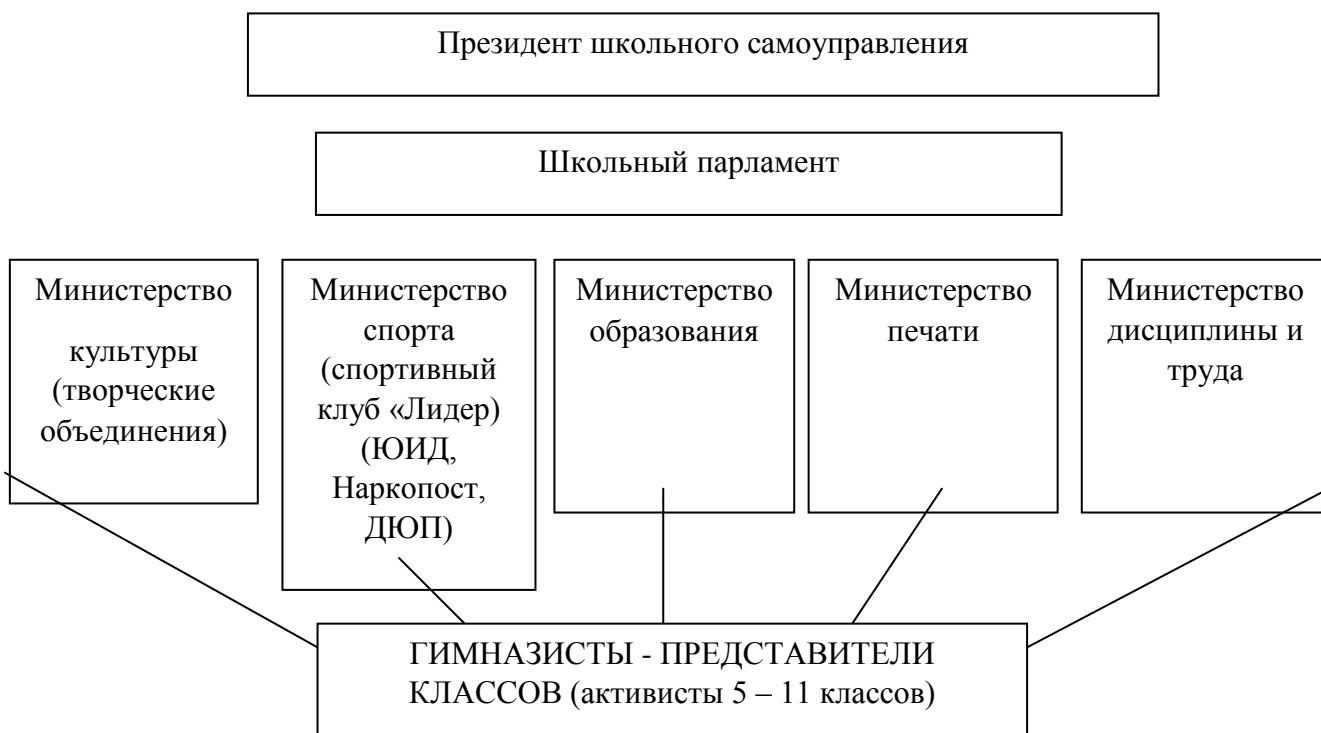 Президент школьного самоуправления
Школьный парламент
Министерство
культуры
(творческие
объединения)
Министерство
спорта
(спортивный
клуб «Лидер)
(ЮИД,
Наркопост,
ДЮП)
Министерство
образования
Министерство
печати
Министерство
дисциплины и
труда
ГИМНАЗИСТЫ - ПРЕДСТАВИТЕЛИ
КЛАССОВ (активисты 5 – 11 классов)